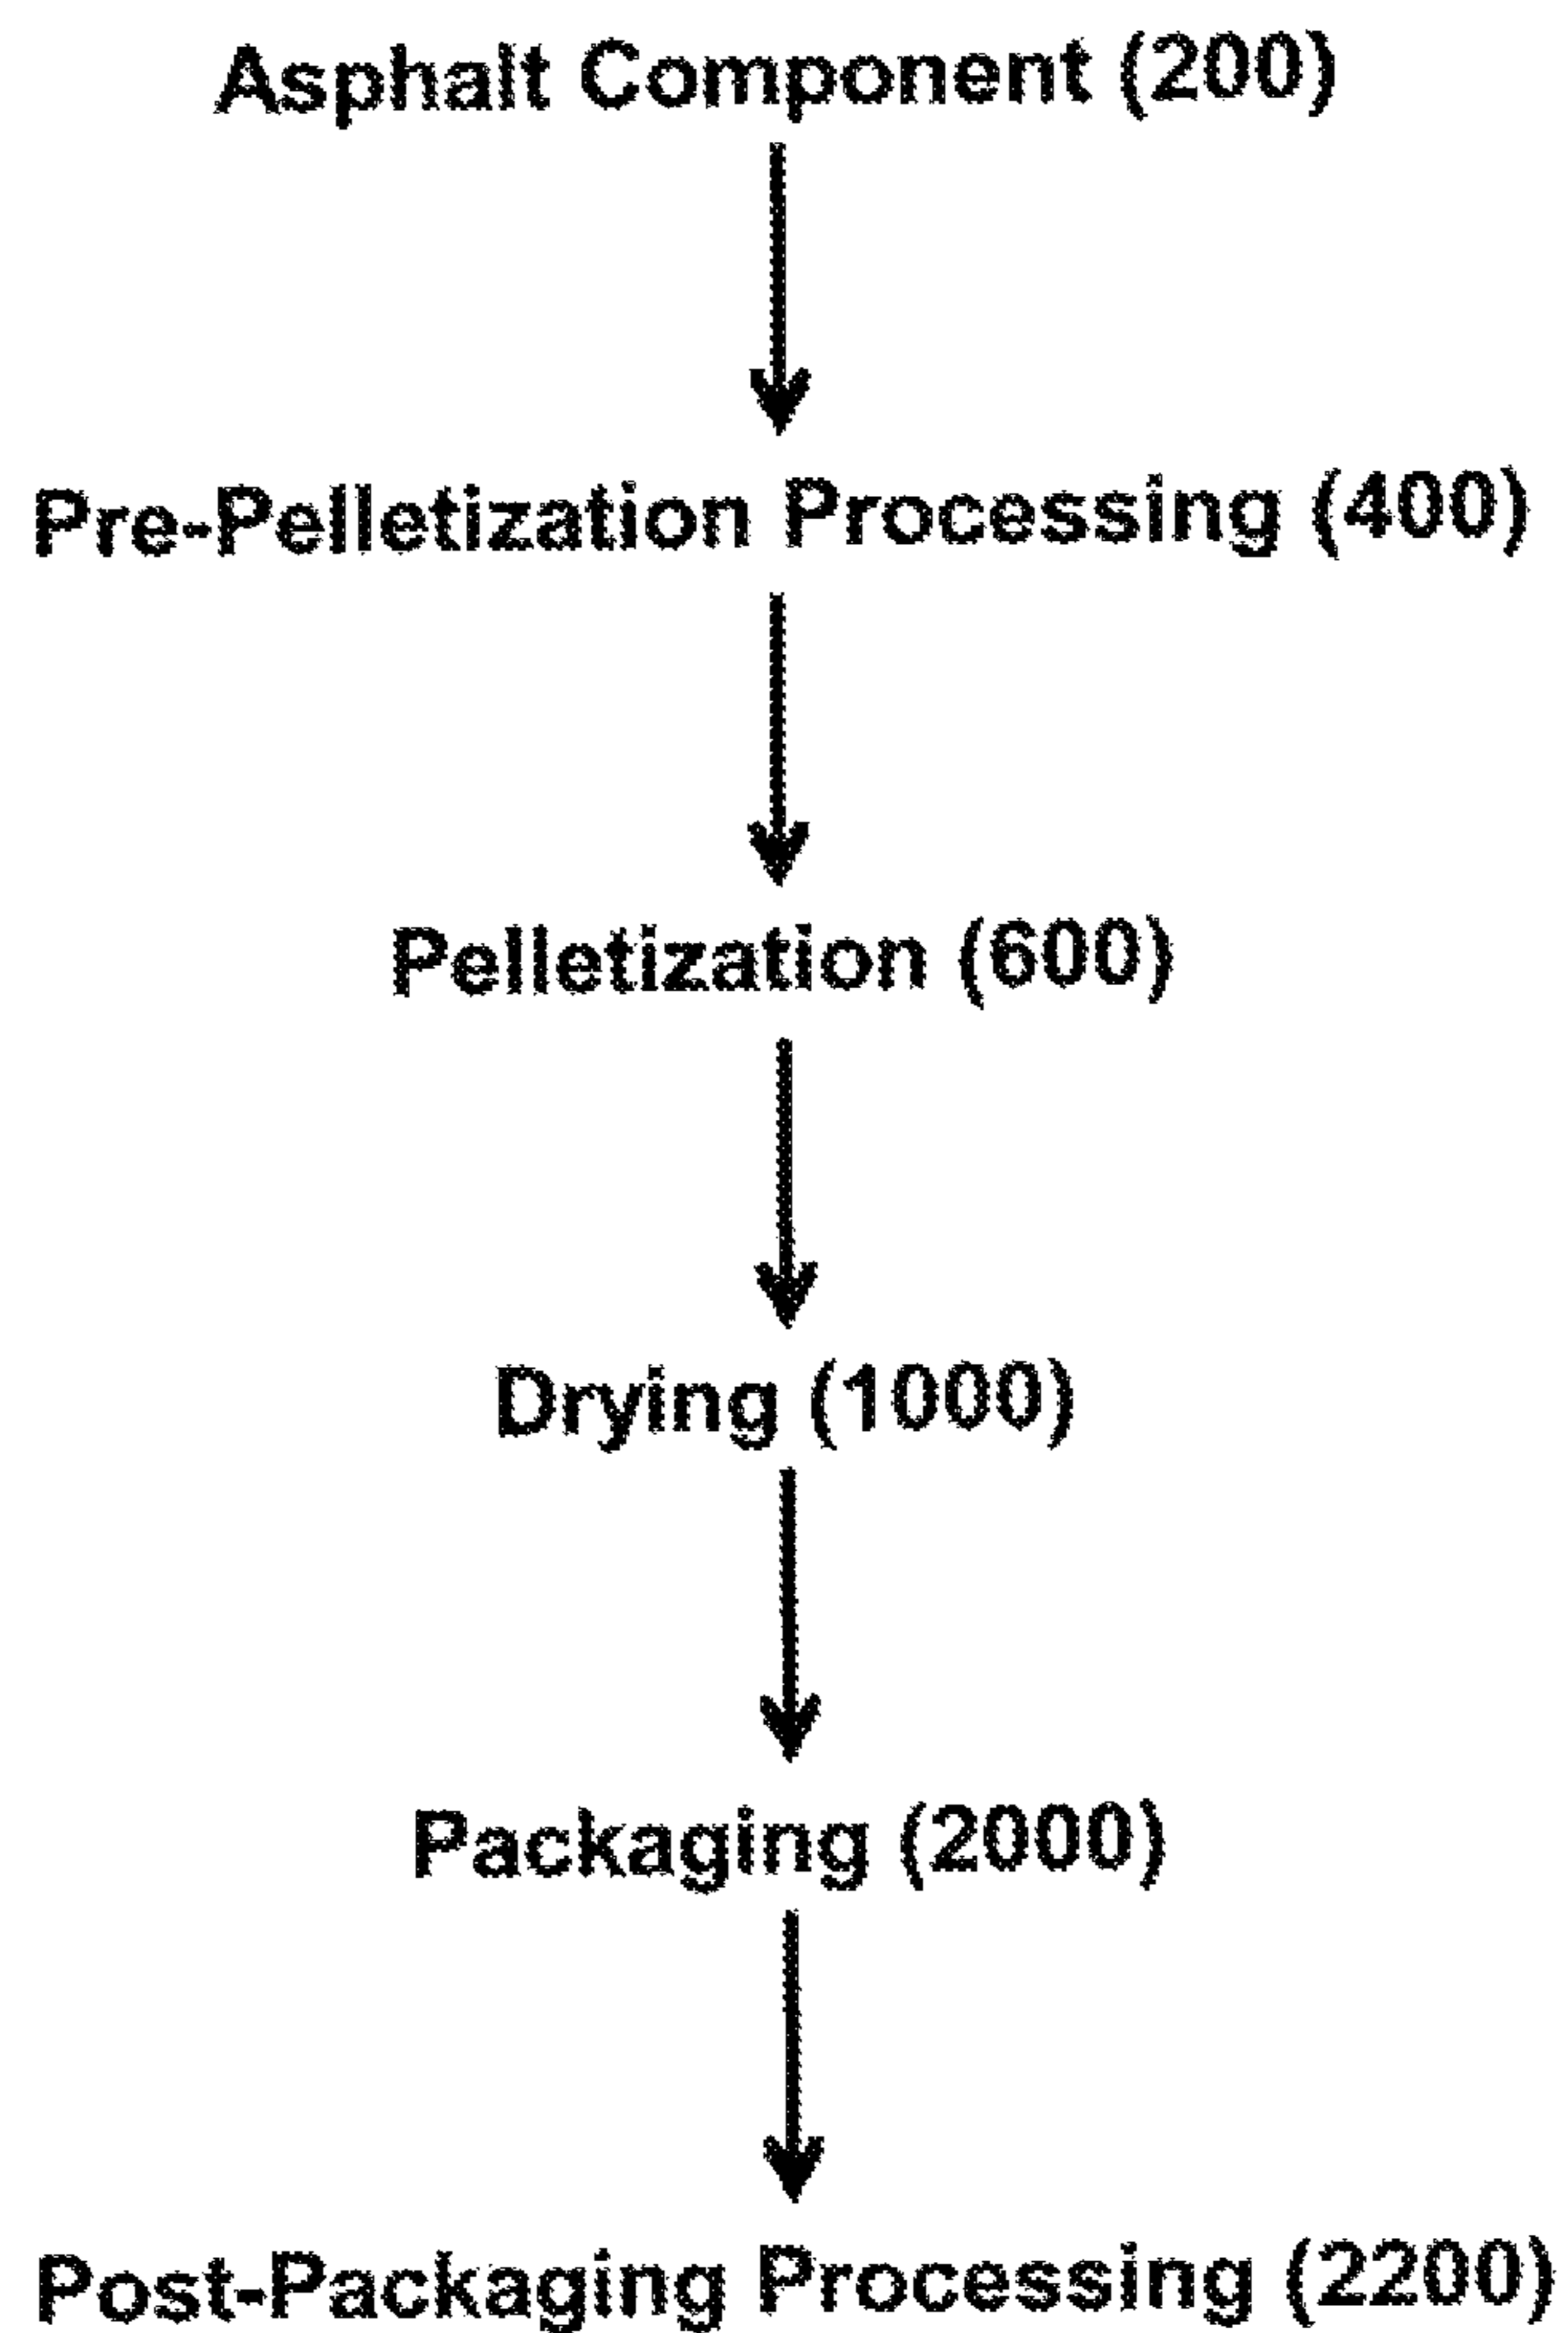 Asphalt Component (200)
Pre-Pelletization Processing (400)
Pelletization (600)
Drying (1000)
Packaging (2000)
Post-Packaging Processing (2200)